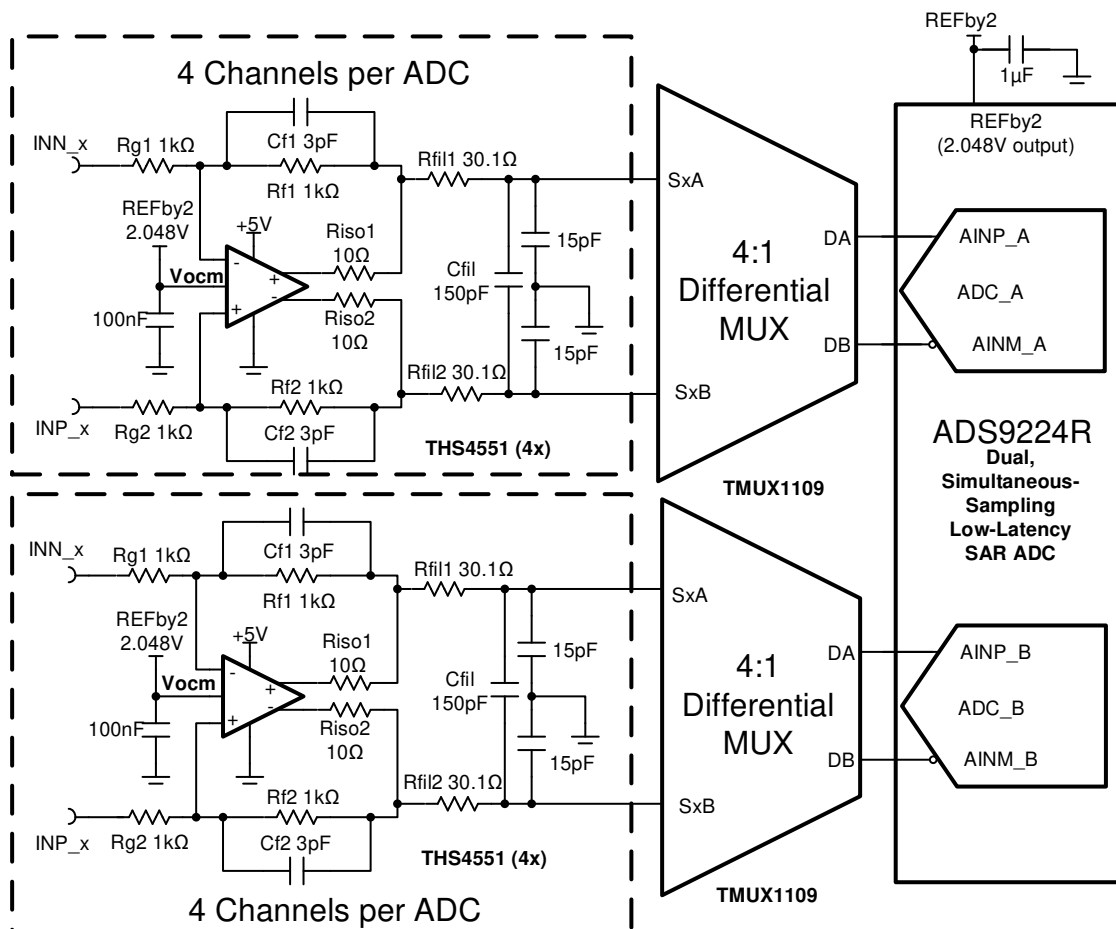 REFby2
1µF
4 Channels per ADC
Cf1 3pF
INN_x
Rg1 1kΩ
Rf1 1kΩ
Rfil1 30.1Ω
REFby2
2.048V
+5V
Vocm
-
+
+
-
100nF
Riso1
10Ω
Riso2
10Ω
Cfil
150pF
15pF
15pF
Rf2 1kΩ
Cf2 3pF
Rfil2 30.1Ω
INP_x
Rg2 1kΩ
THS4551 (4x)
SxA
SxB
4:1
Differential
MUX
DA
DB
TMUX1109
REFby2
(2.048V output)
AINP_A
ADC_A
AINM_A
ADS9224R
Dual,
Simultaneous-
Sampling
Low-Latency
SAR ADC
INN_x
Rg1 1kΩ
Cf1 3pF
Rf1 1kΩ
Rfil1 30.1Ω
REFby2
2.048V
+5V
Vocm
-
+
+
-
100nF
Riso1
10Ω
Riso2
10Ω
Cfil
150pF
15pF
15pF
Rf2 1kΩ
Cf2 3pF
Rfil2 30.1Ω
INP_x
Rg2 1kΩ
THS4551 (4x)
4 Channels per ADC
SxA
SxB
4:1
Differential
MUX
DA
DB
TMUX1109
AINP_B
ADC_B
AINM_B